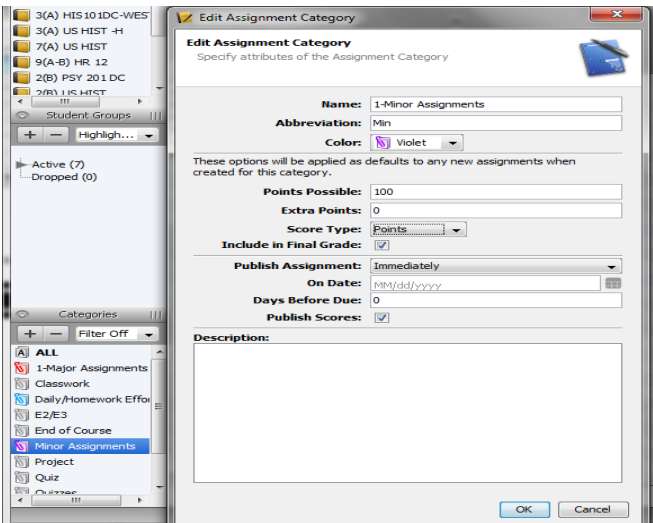 3(A) HIS101DC-WES
3(A) US HIST -H
7(A) US HIST
9(A-B) HR 12
2(B) PSY 201 DC
2(B) US HIST
Student Groups
Highligh...
Active (7)
Dropped (0)
Categories
Filter Off
ALL
1-Major Assignments
Classwork
Daily/Homework Effo
E2/E3
End of Course
Minor Assignments
Project
Quiz
Quizzes
Edit Assignment Category
Edit Assignment Category
Specify attributes of the Assignment Category
Name: 1-Minor Assignments
Abbreviation: Min
Color: Violet
These options will be applied as defaults to any new assignments when
created for this category.
Points Possible: 100
Extra Points: 0
Score Type: Points
Include in Final Grade:
Publish Assignment: Immediately
On Date: MM/dd/yyyy
Days Before Due: 0
Publish Scores:
Description:
OK Cancel